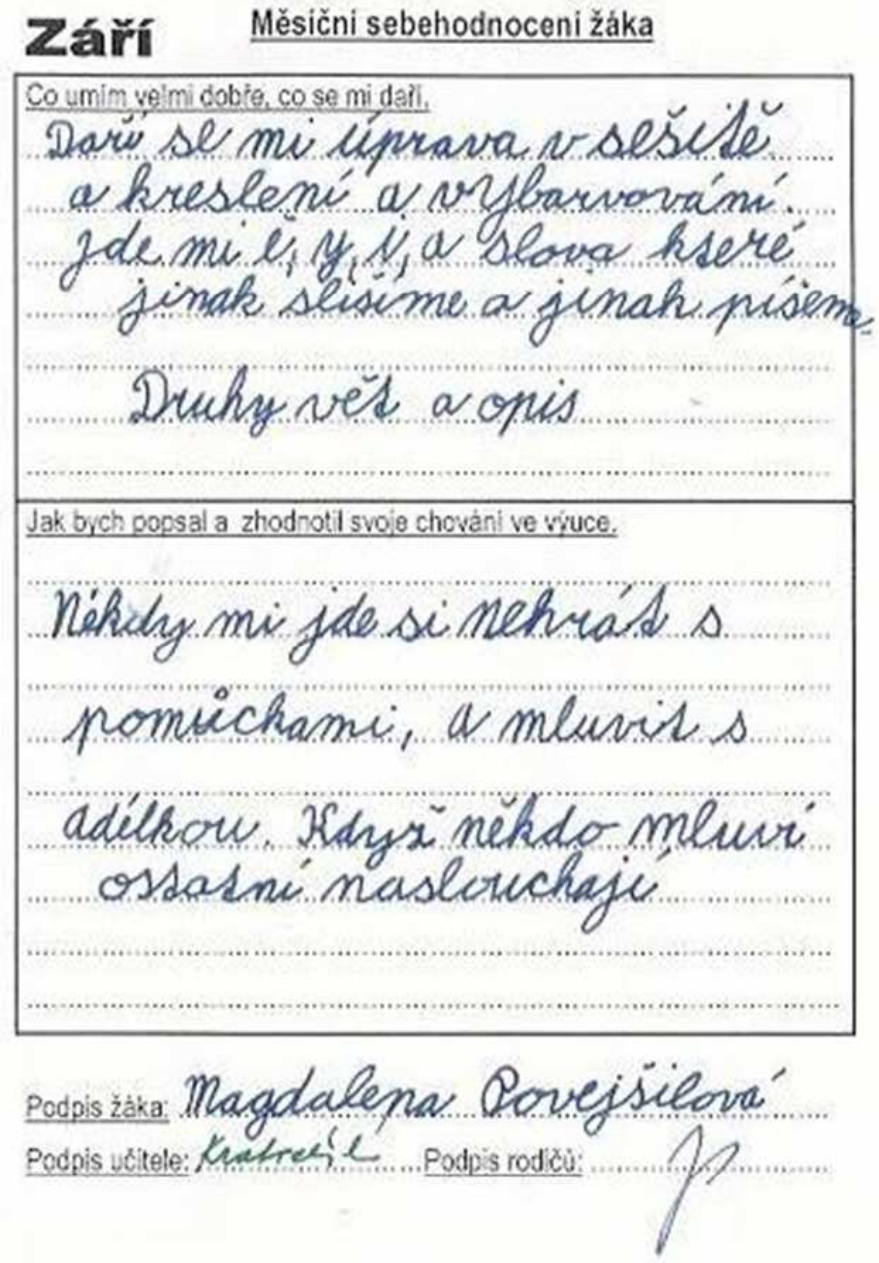 Září
Měsíční sebehodnocení žáka
Co umím velmi dobře, co se mi daří.
Daří se mi úprava v sešitě
a kreslení a vybarvování.
jde mi ě, y, i, a slova které
jinak slisíme a jinak píšeme.
Druhy vět a opis
Jak bych popsal a zhodnotil svoje chování ve výuce.
Někdy mi jde si nehrát s
pomůckami, a mluvit s
adélkou. Když někdo mluví
ostatní naslouchají
Podpis žáka: Magdalena Povejšilová
Podpis učitele: Podpis rodičů: